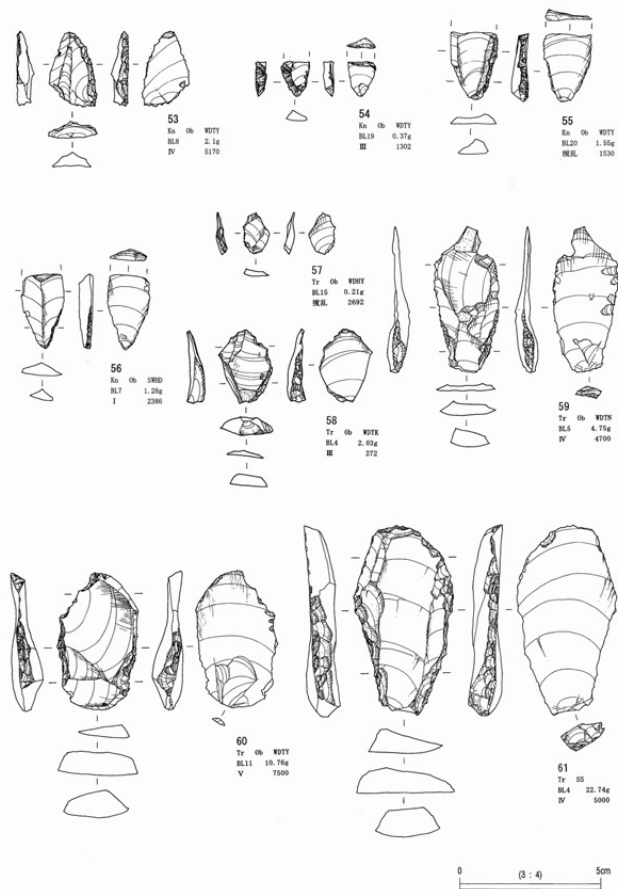 53
Kn Ob WDTY
BL8 2.1g
Ⅳ 5170
54
Kn Ob WDTY
BL19 0.37g
Ⅲ 1302
55
Kn Ob WDTY
BL20 1.55g
攪乱 1530
56
Kn Ob SWHD
BL7 1.28g
Ⅰ 2386
57
Tr Ob WDHY
BL15 0.21g
攪乱 2692
58
Tr Ob WDTK
BL4 2.03g
Ⅲ 272
59
Tr Ob WDTN
BL5 4.75g
Ⅳ 4700
60
Tr Ob WDTY
BL11 10.76g
Ⅴ 7500
61
Tr SS
BL4 22.74g
Ⅳ 5000
0 (3 : 4) 5cm